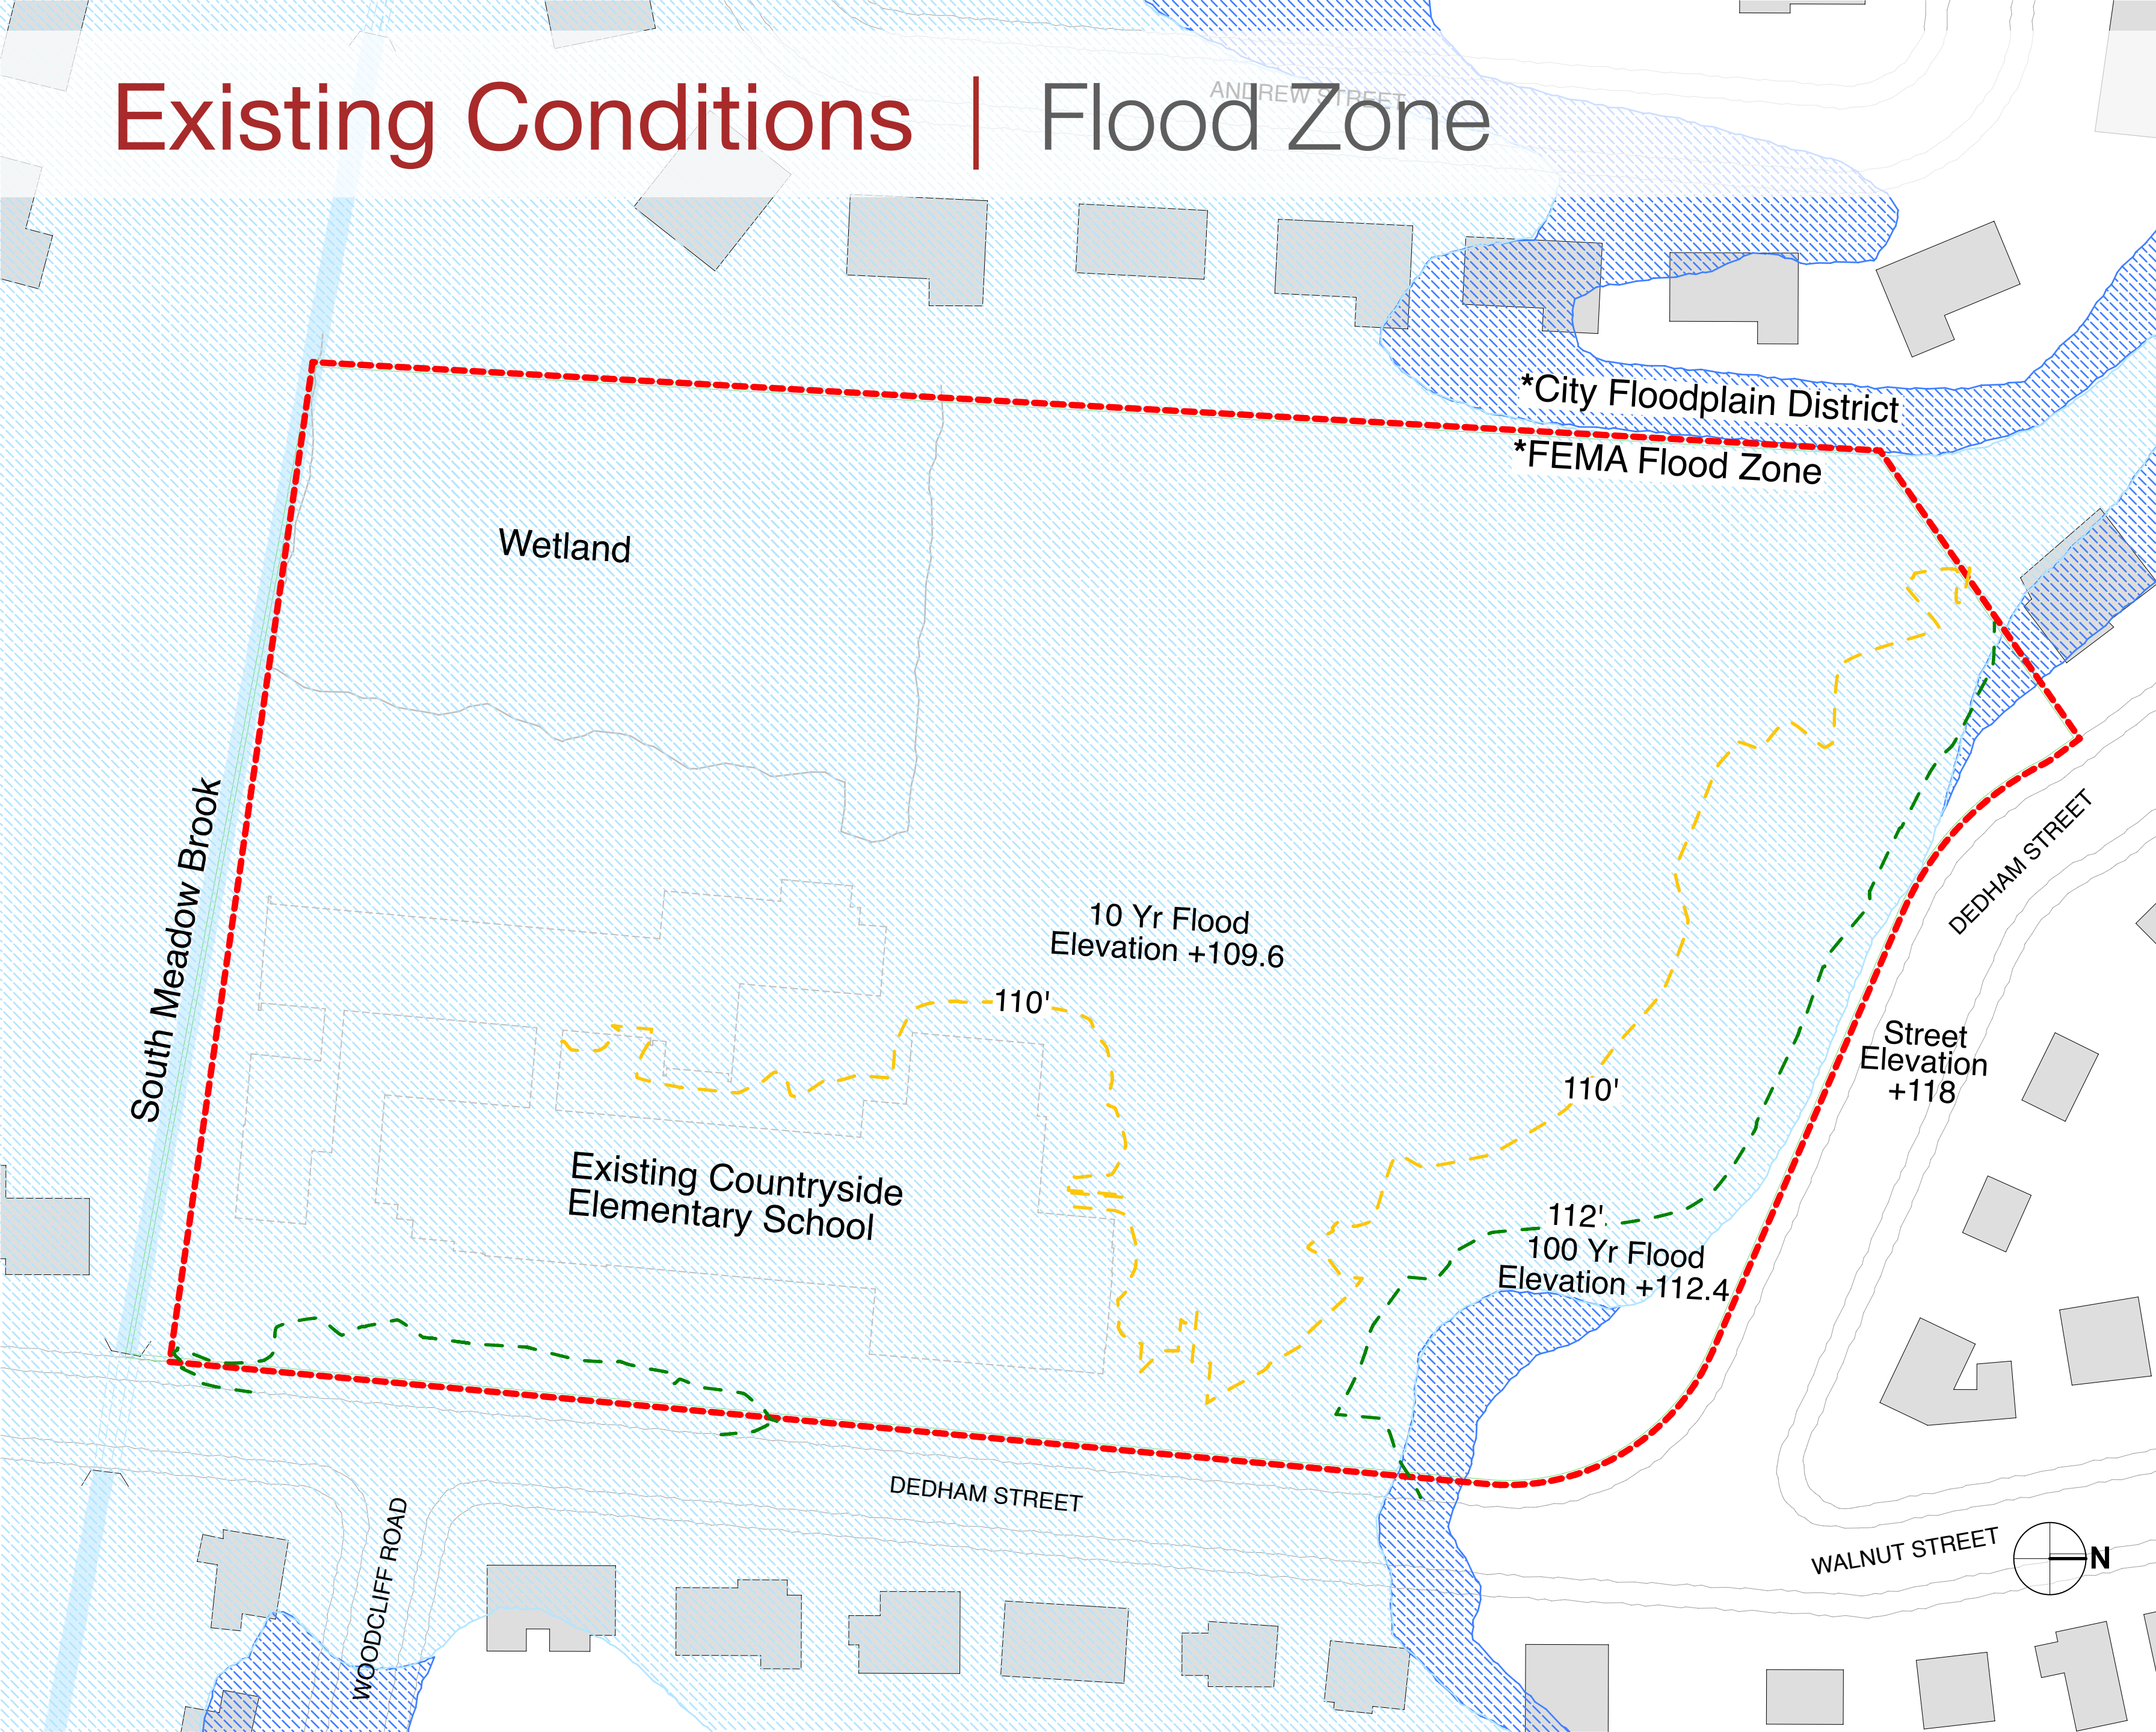 Existing Conditions | Flood Zone
ANDREW STREET
*City Floodplain District
*FEMA Flood Zone
Wetland
South Meadow Brook
DEDHAM STREET
10 Yr Flood
Elevation +109.6
110'
110'
Street
Elevation
+118
Existing Countryside
Elementary School
112'
100 Yr Flood
Elevation +112.4
DEDHAM STREET
WOODCLIFF ROAD
WALNUT STREET
N